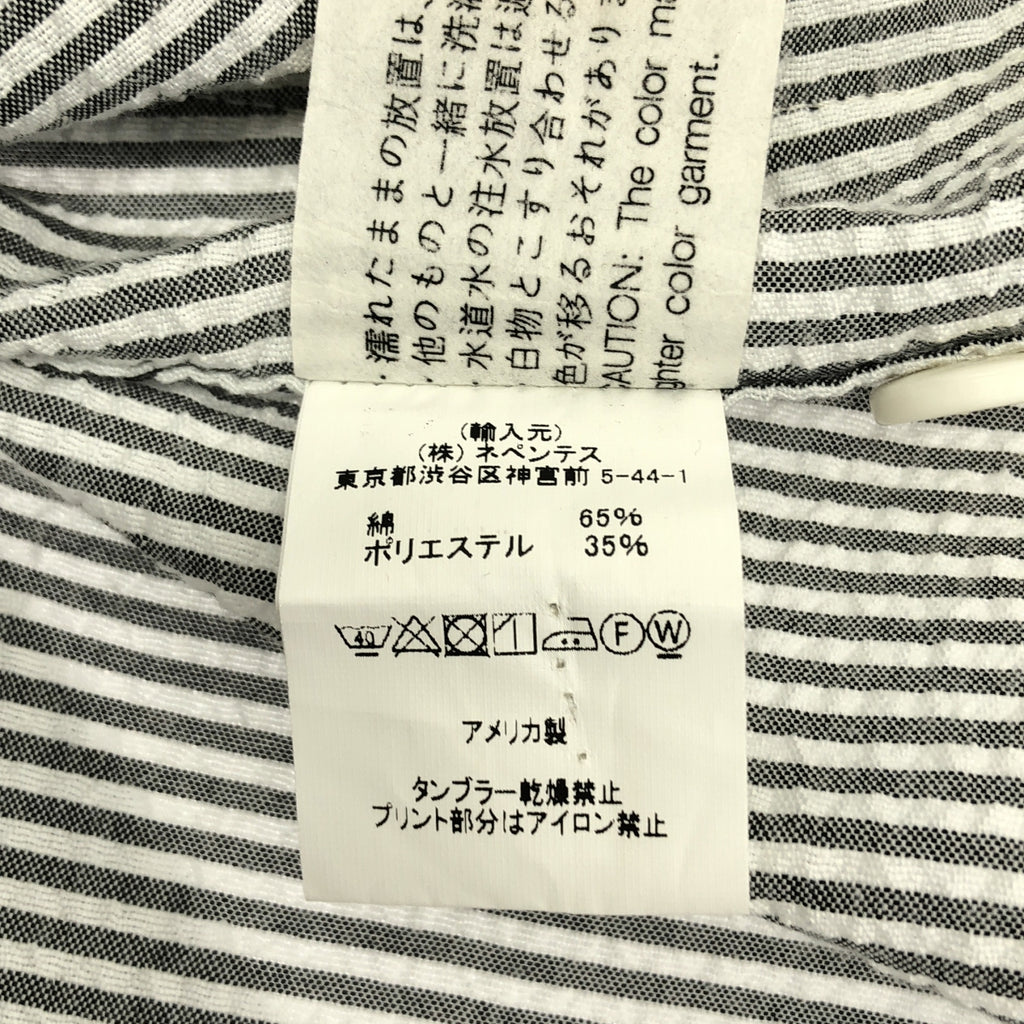 ・濡れたままの放置は、
・他のものと一緒に洗濯
・水道水の注水放置は避
・白物とこすり合わせる
色が移るおそれがありま
CAUTION: The color ma
ghter color garment.
(輸入元)
(株) ネペンテス
東京都渋谷区神宮前 5-44-1
綿 65%
ポリエステル 35%
40 F W
アメリカ製
タンブラー乾燥禁止
プリント部分はアイロン禁止